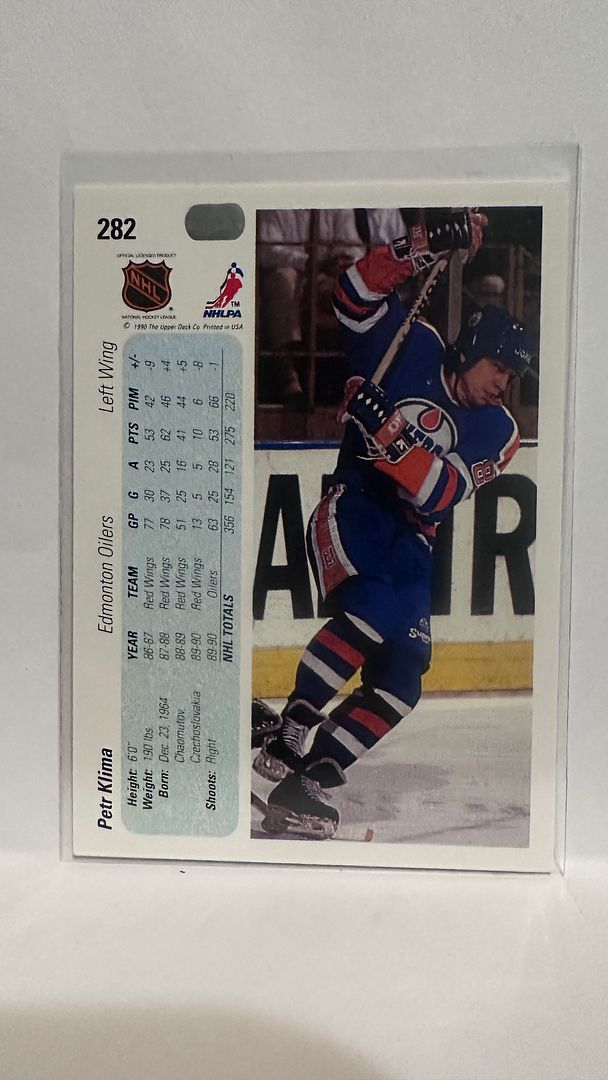 282
OFFICIAL LICENSED PRODUCT
NHL
NATIONAL HOCKEY LEAGUE
NHLPA
TM
© 1990 The Upper Deck Co. Printed in USA
Petr Klima Edmonton Oilers Left Wing
Height: 6'0"
Weight: 190 lbs.
Born: Dec. 23, 1964
Chaomutov,
Czechoslovakia
Shoots: Right
YEAR TEAM GP G A PTS PIM +/-
86-87 Red Wings 77 30 23 53 42 -9
87-88 Red Wings 78 37 25 62 46 +4
88-89 Red Wings 51 25 16 41 44 +5
89-90 Red Wings 13 5 5 10 6 -8
89-90 Oilers 63 25 28 53 66 -1
NHL TOTALS 356 154 121 275 220